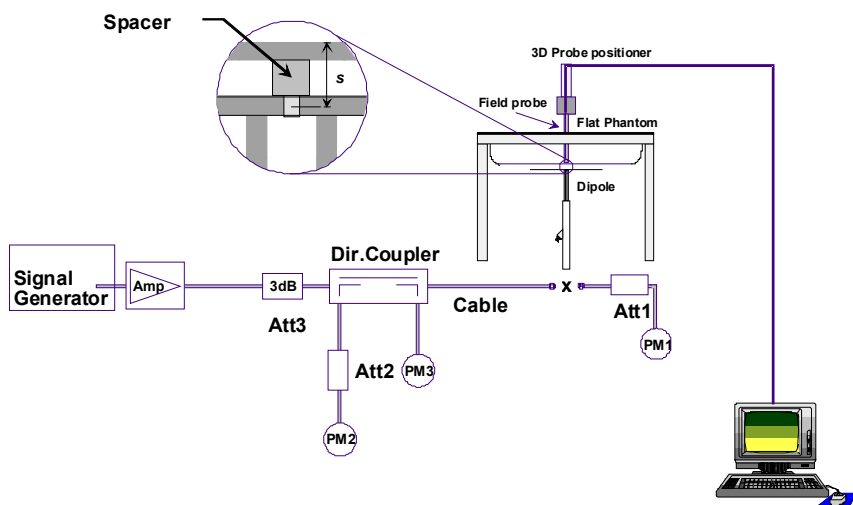 Spacer
s
3D Probe positioner
Field probe
Flat Phantom
Dipole
Signal
Generator
Amp
3dB
Att3
Dir.Coupler
Cable
x
Att1
PM1
Att2
PM3
PM2